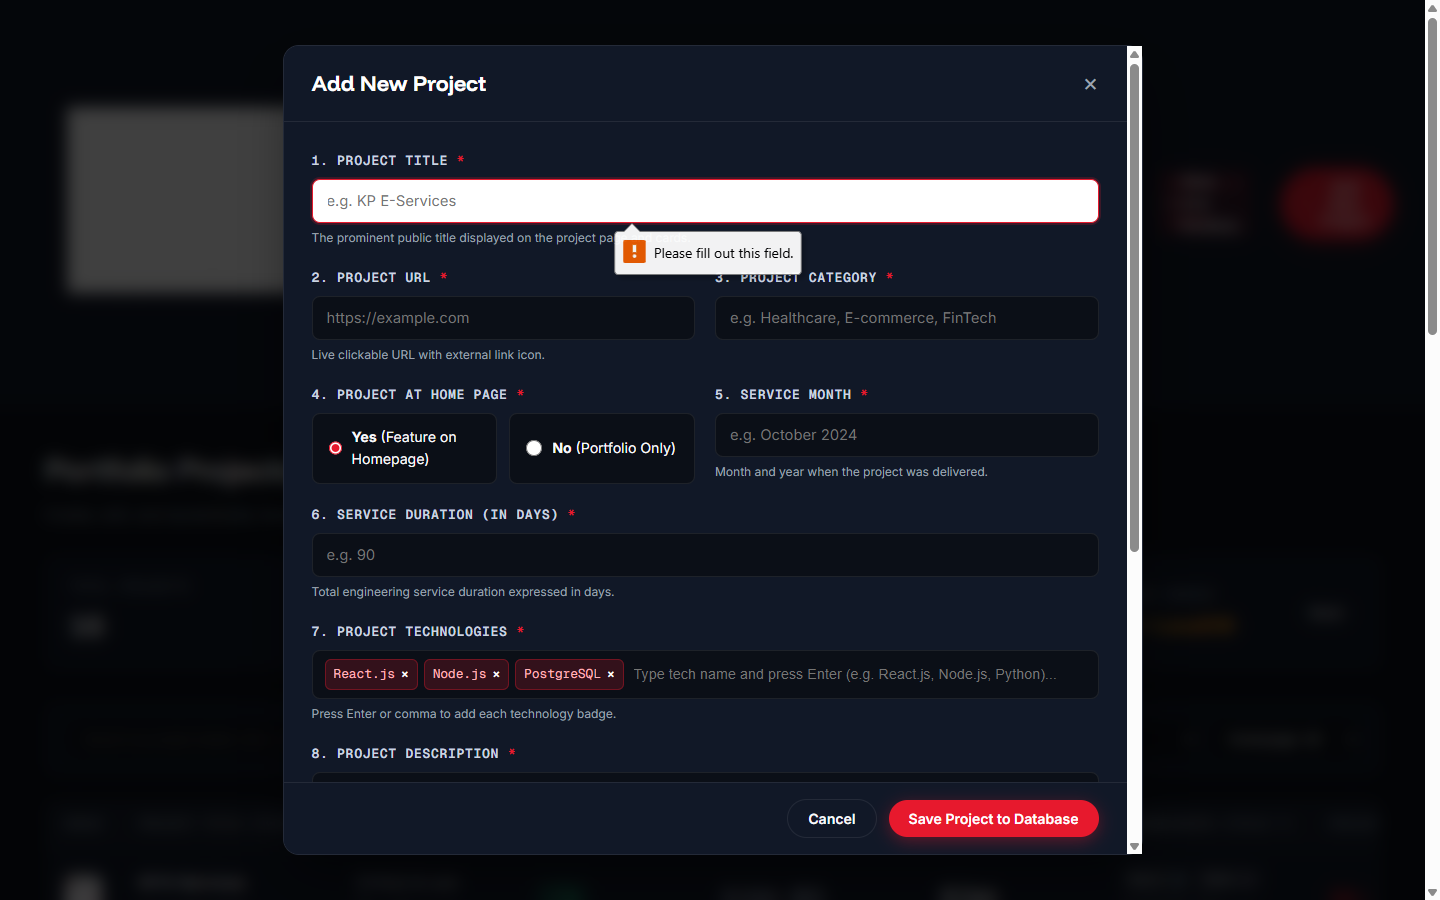 Add New Project
×
1. PROJECT TITLE *
e.g. KP E-Services
The prominent public title displayed on the project pa
Please fill out this field.
2. PROJECT URL *
3. PROJECT CATEGORY *
https://example.com
e.g. Healthcare, E-commerce, FinTech
Live clickable URL with external link icon.
4. PROJECT AT HOME PAGE *
5. SERVICE MONTH *
Yes (Feature on
Homepage)
No (Portfolio Only)
e.g. October 2024
Month and year when the project was delivered.
6. SERVICE DURATION (IN DAYS) *
e.g. 90
Total engineering service duration expressed in days.
7. PROJECT TECHNOLOGIES *
React.js × Node.js × PostgreSQL × Type tech name and press Enter (e.g. React.js, Node.js, Python)...
Press Enter or comma to add each technology badge.
8. PROJECT DESCRIPTION *
Cancel
Save Project to Database